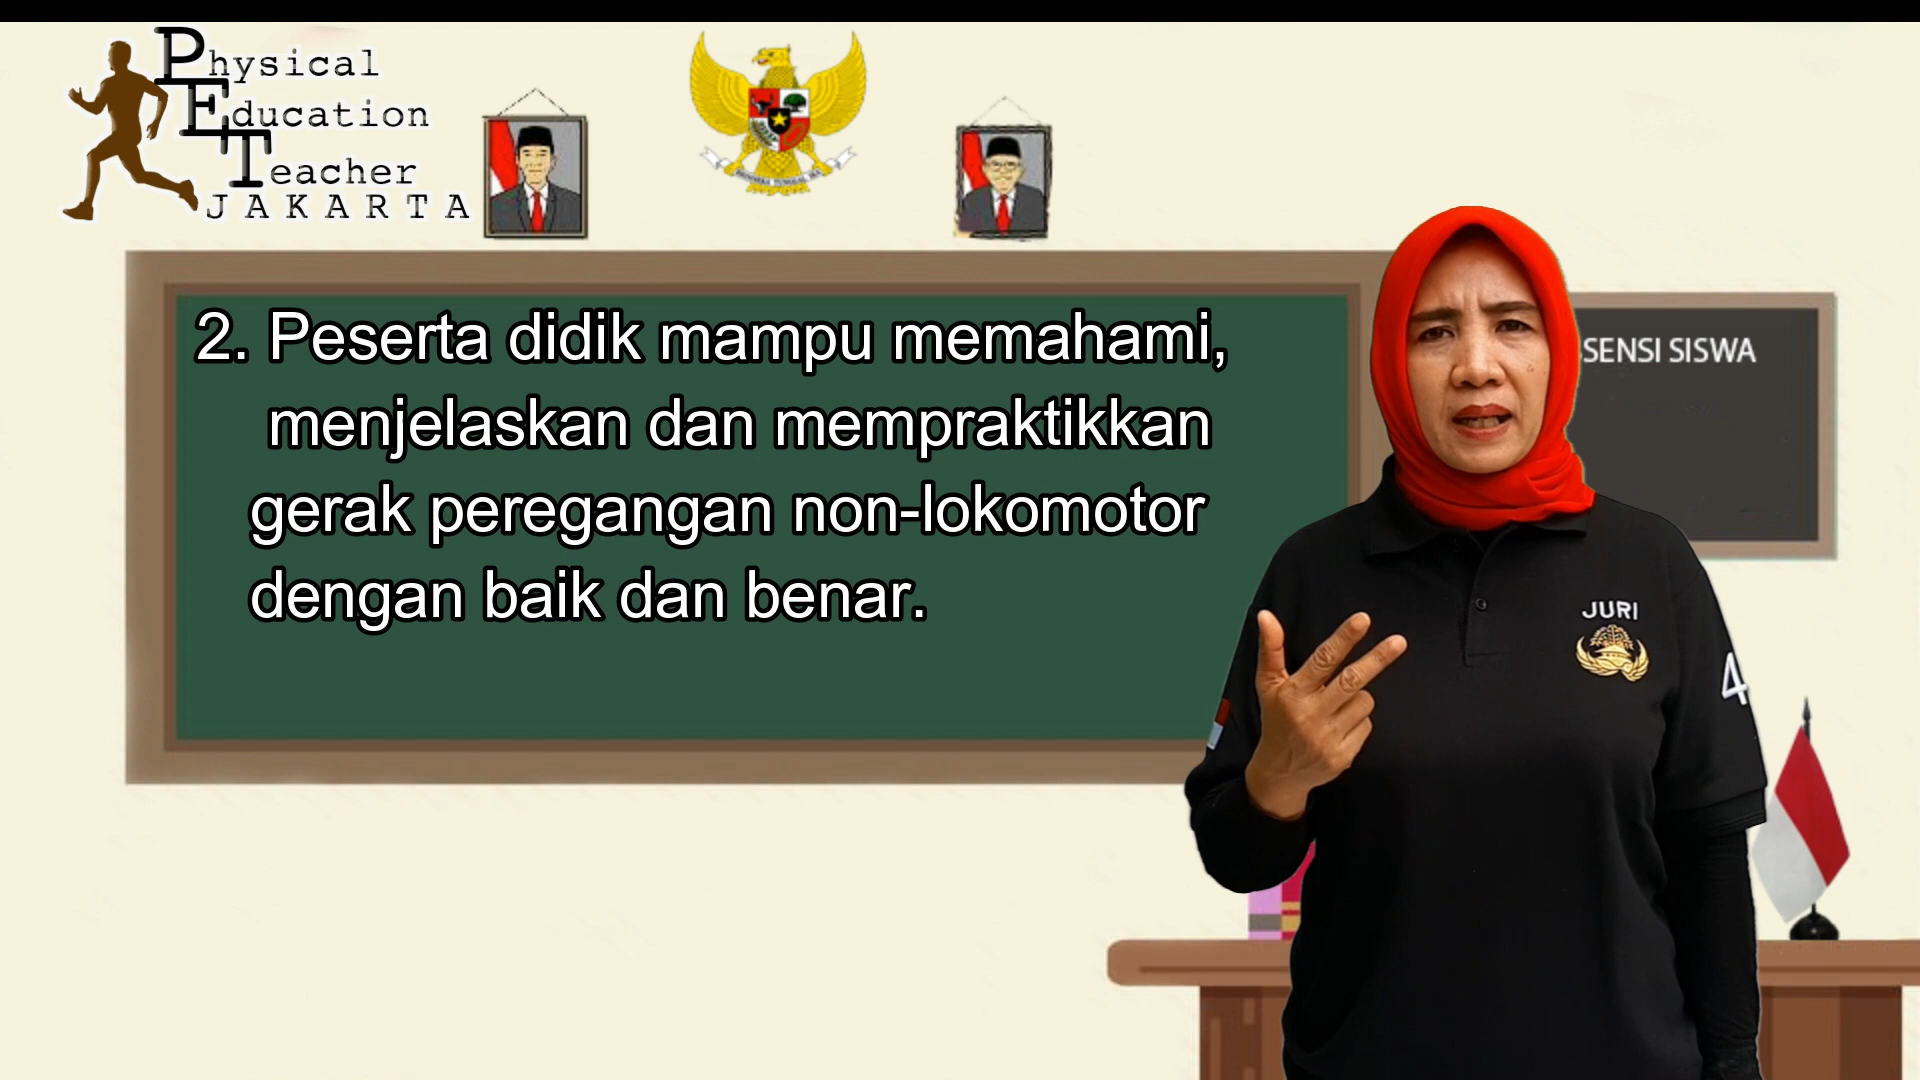 Physical
Education
Teacher
JAKARTA
2. Peserta didik mampu memahami,
menjelaskan dan mempraktikkan
gerak peregangan non-lokomotor
dengan baik dan benar.
SENSI SISWA
JURI
4